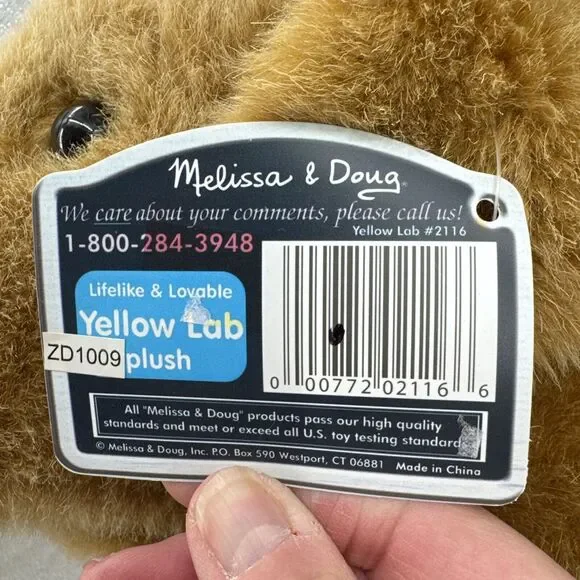 Melissa & Doug®
We care about your comments, please call us!
1-800-284-3948
Yellow Lab #2116
Lifelike & Lovable
Yellow Lab
plush
ZD1009
0 00772 02116 6
All "Melissa & Doug" products pass our high quality
standards and meet or exceed all U.S. toy testing standards
© Melissa & Doug, Inc. P.O. Box 590 Westport, CT 06881 Made in China